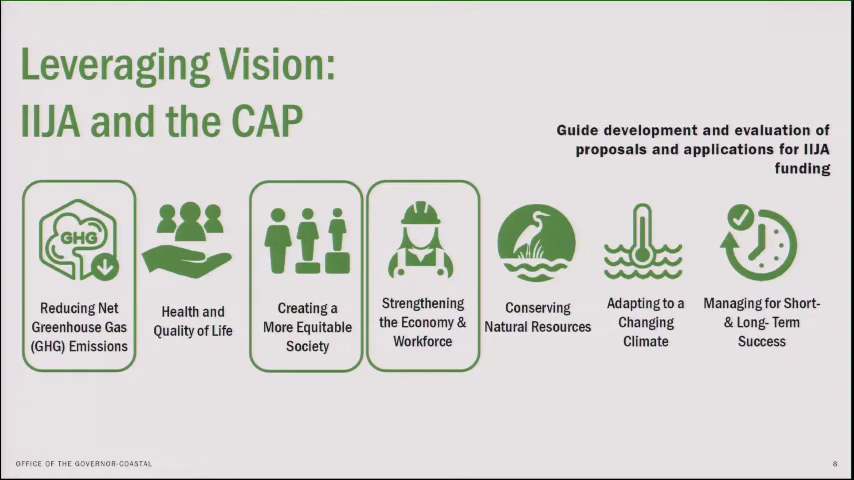 Leveraging Vision:
IIJA and the CAP
Guide development and evaluation of
proposals and applications for IIJA
funding
GHG
Reducing Net
Greenhouse Gas
(GHG) Emissions
Health and
Quality of Life
Creating a
More Equitable
Society
Strengthening
the Economy &
Workforce
Conserving
Natural Resources
Adapting to a
Changing
Climate
Managing for Short-
& Long- Term
Success
OFFICE OF THE GOVERNOR-COASTAL
8